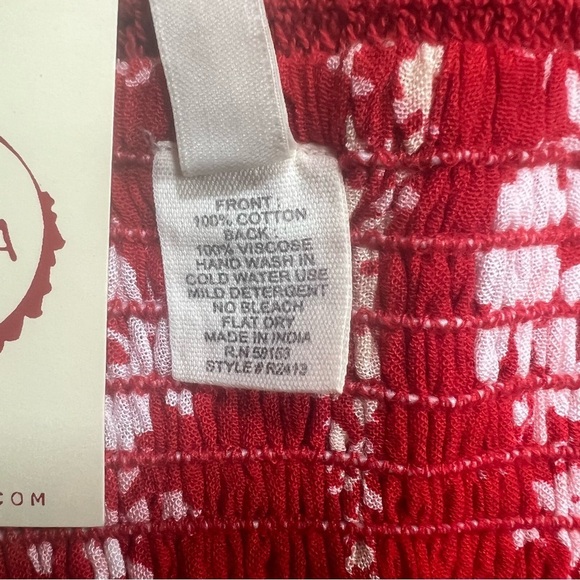 A
COM
FRONT:
100% COTTON
BACK:
100% VISCOSE
HAND WASH IN
COLD WATER USE
MILD DETERGENT
NO BLEACH
FLAT DRY
MADE IN INDIA
R.N 59153
STYLE# R2413